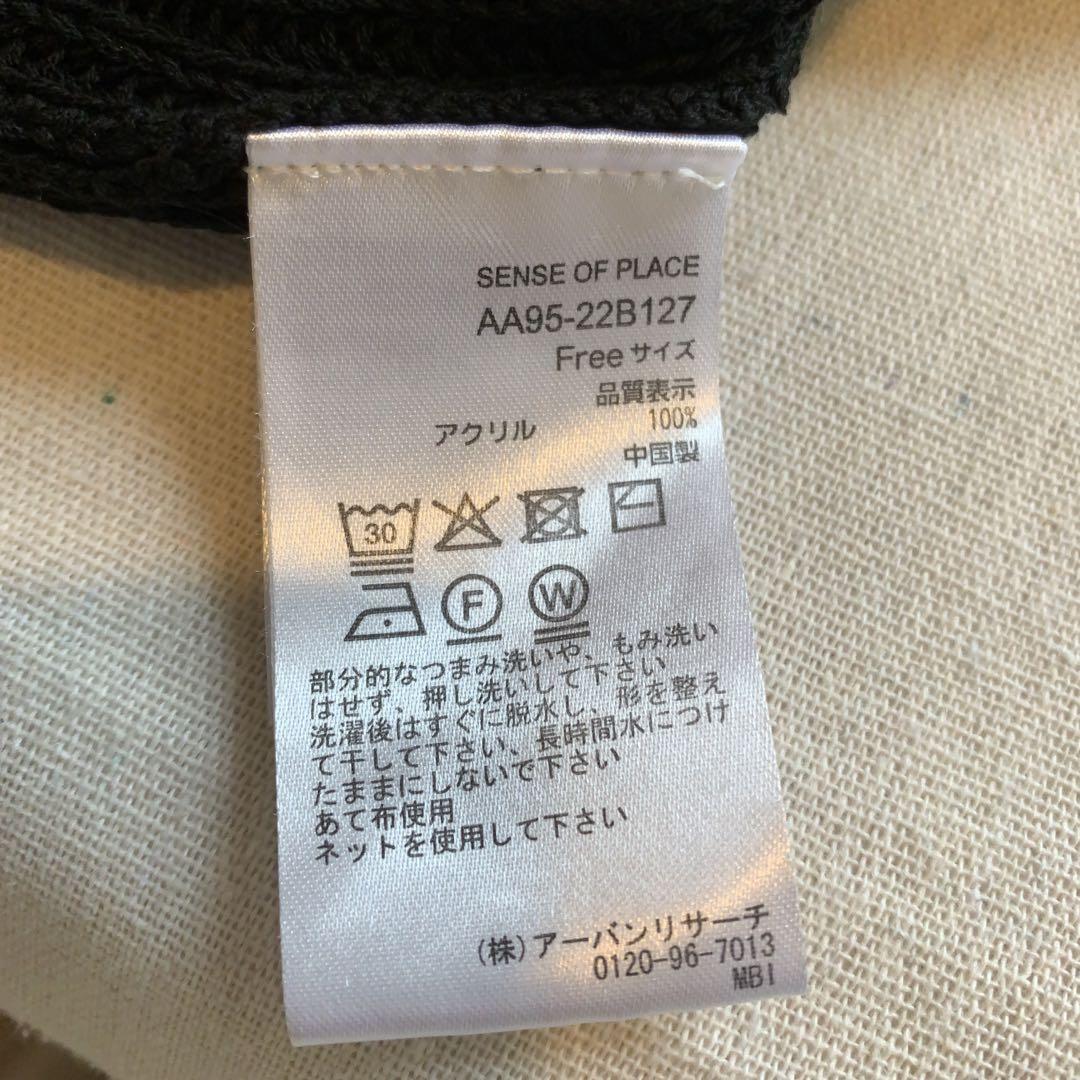 SENSE OF PLACE
AA95-22B127
Freeサイズ
品質表示
アクリル 100%
中国製
30
F W
部分的なつまみ洗いや、もみ洗い
はせず、押し洗いして下さい
洗濯後はすぐに脱水し、形を整え
て干して下さい、長時間水につけ
たままにしないで下さい
あて布使用
ネットを使用して下さい
(株)アーバンリサーチ
0120-96-7013
MBI